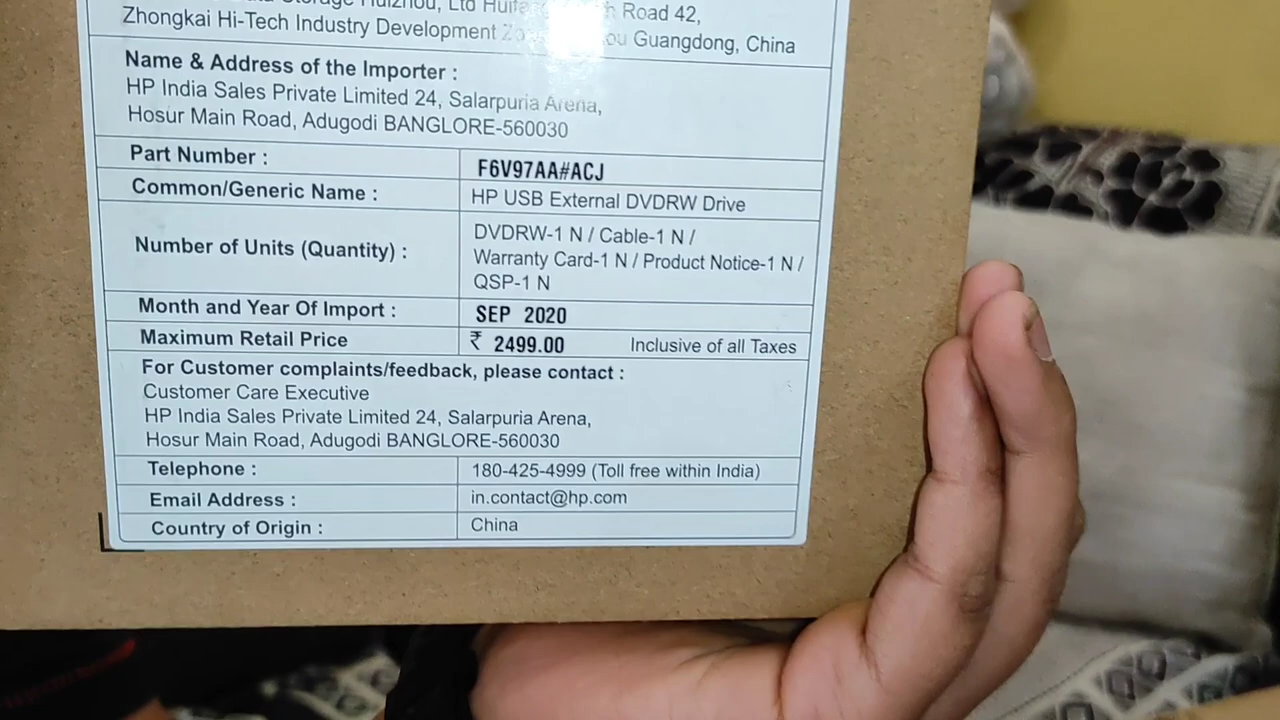 Storage Huizhou, Ltd Road 42,
Zhongkai Hi-Tech Industry Development Guangdong, China
Name & Address of the Importer :
HP India Sales Private Limited 24, Salarpuria Arena,
Hosur Main Road, Adugodi BANGLORE-560030
Part Number : F6V97AA#ACJ
Common/Generic Name : HP USB External DVDRW Drive
Number of Units (Quantity) : DVDRW-1 N / Cable-1 N /
Warranty Card-1 N / Product Notice-1 N /
QSP-1 N
Month and Year Of Import : SEP 2020
Maximum Retail Price ₹ 2499.00 Inclusive of all Taxes
For Customer complaints/feedback, please contact :
Customer Care Executive
HP India Sales Private Limited 24, Salarpuria Arena,
Hosur Main Road, Adugodi BANGLORE-560030
Telephone : 180-425-4999 (Toll free within India)
Email Address : in.contact@hp.com
Country of Origin : China